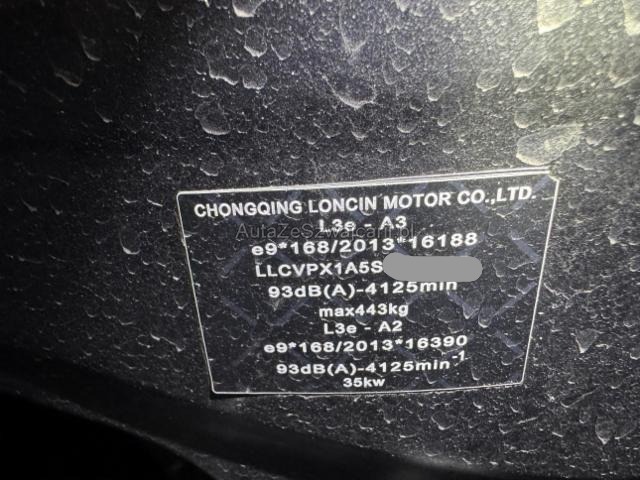 CHONGQING LONCIN MOTOR CO.,LTD.
L3e - A3
AutaZeSzwajcarii.pl
e9*168/2013*16188
LLCVPX1A5S
93dB(A)-4125min
max443kg
L3e - A2
e9*168/2013*16390
93dB(A)-4125min-1
35kw